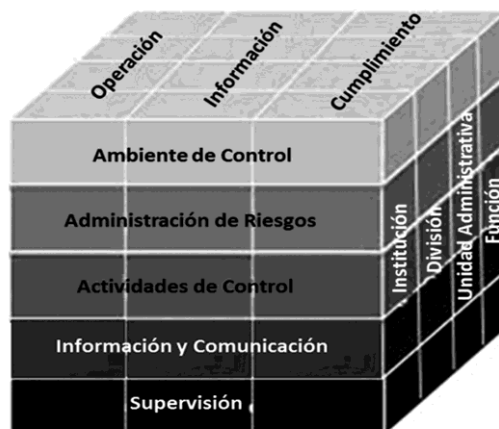 Operación
Información
Cumplimiento
Ambiente de Control
Administración de Riesgos
Actividades de Control
Información y Comunicación
Supervisión
Institución
División
Unidad Administrativa
Función